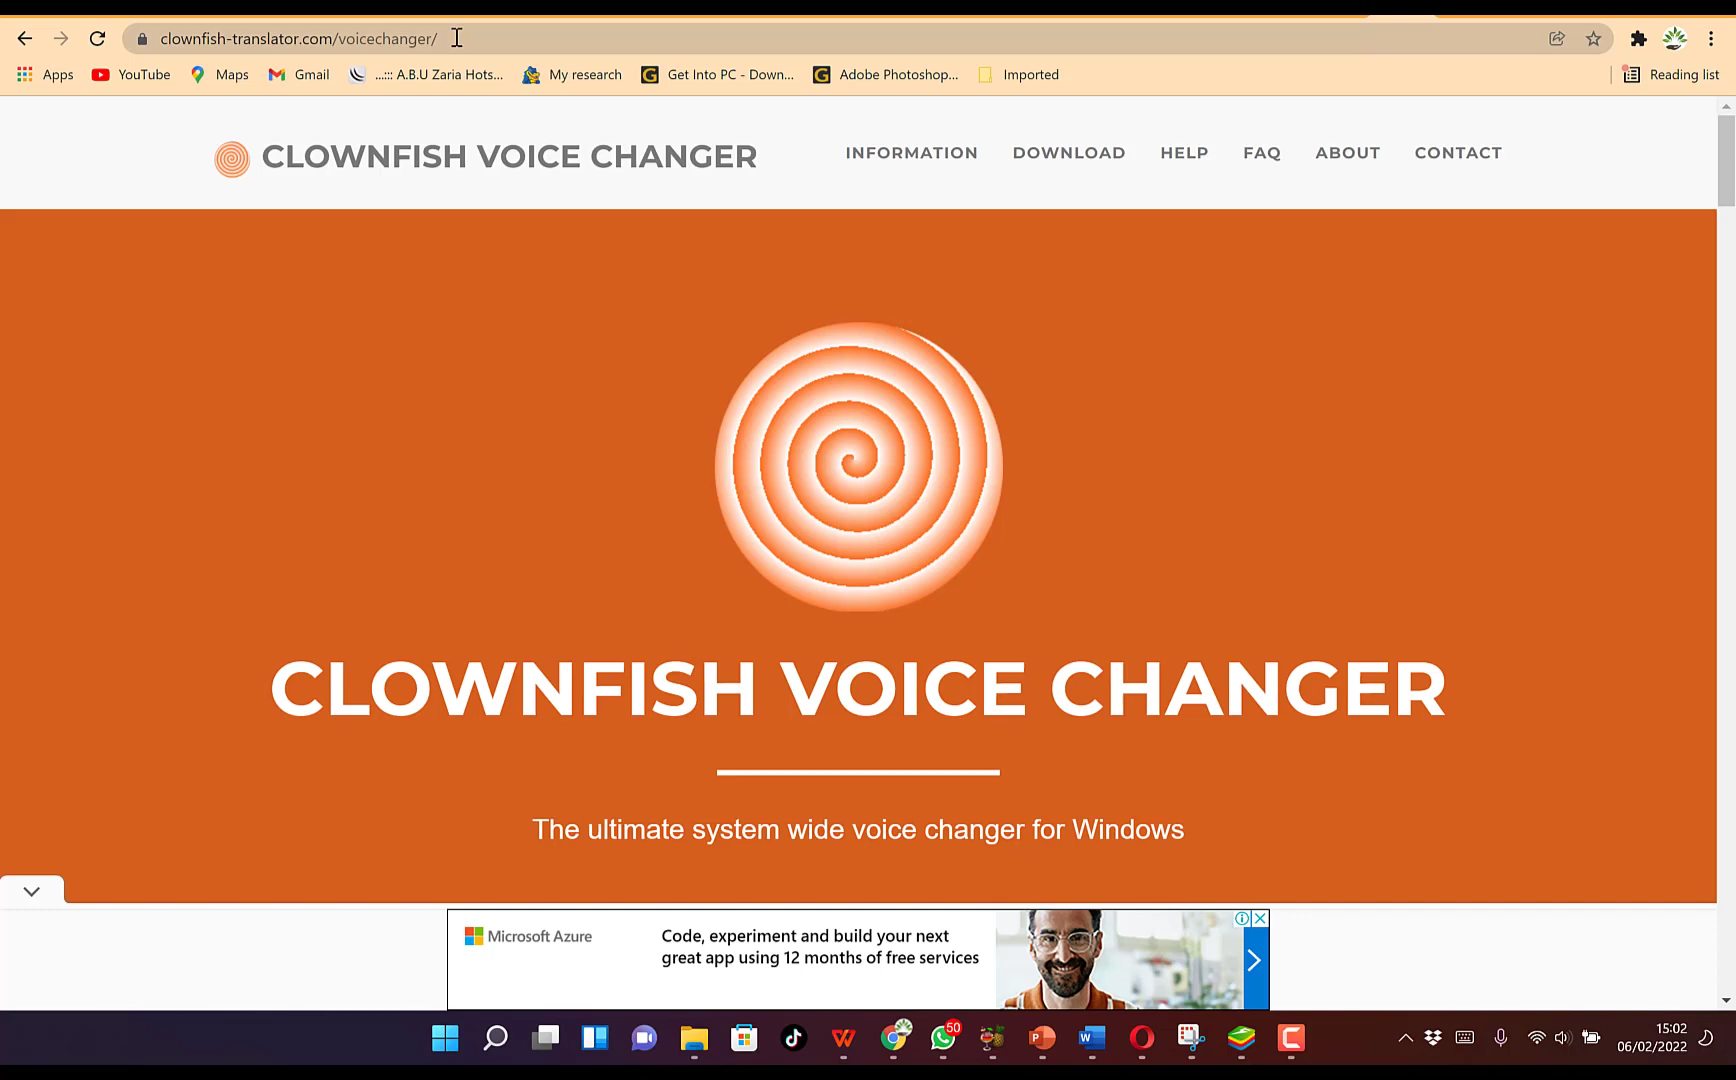 clownfish-translator.com/voicechanger/
Apps YouTube Maps Gmail ...::: A.B.U Zaria Hots... My research Get Into PC - Down... Adobe Photoshop... Imported Reading list
CLOWNFISH VOICE CHANGER INFORMATION DOWNLOAD HELP FAQ ABOUT CONTACT
CLOWNFISH VOICE CHANGER
The ultimate system wide voice changer for Windows
Microsoft Azure
Code, experiment and build your next
great app using 12 months of free services
50
15:02
06/02/2022